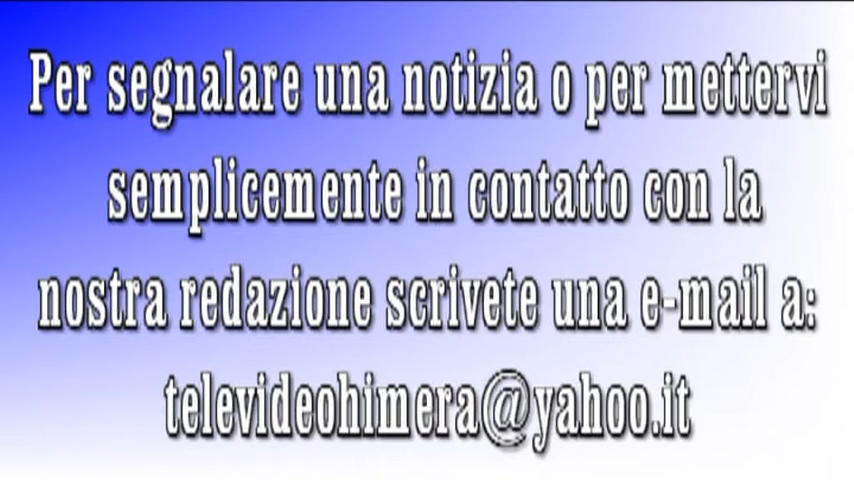 Per segnalare una notizia o per mettervi
semplicemente in contatto con la
nostra redazione scrivete una e-mail a:
televideohimera@yahoo.it